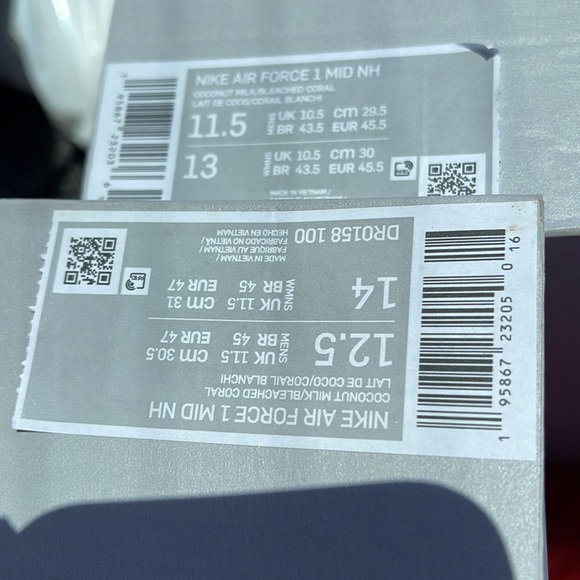 NIKE AIR FORCE 1 MID NH
COCONUT MILK/BLEACHED CORAL
LAIT DE COCO/CORAIL BLANCHI
11.5 MENS UK 10.5 CM 29.5
BR 43.5 EUR 45.5
13 WMNS UK 10.5 CM 30
BR 43.5 EUR 45.5
MADE IN VIETNAM /
NIKE AIR FORCE 1 MID NH
COCONUT MILK/BLEACHED CORAL
LAIT DE COCO/CORAIL BLANCHI
12.5 MENS UK 11.5 CM 30.5
BR 45 EUR 47
14 WMNS UK 11.5 CM 31
BR 45 EUR 47
MADE IN VIETNAM /
FABRIQUE AU VIETNAM /
FABRICADO NO VIETNÃ /
HECHO EN VIETNAM
DR0158 100
1 95867 23205 0 16